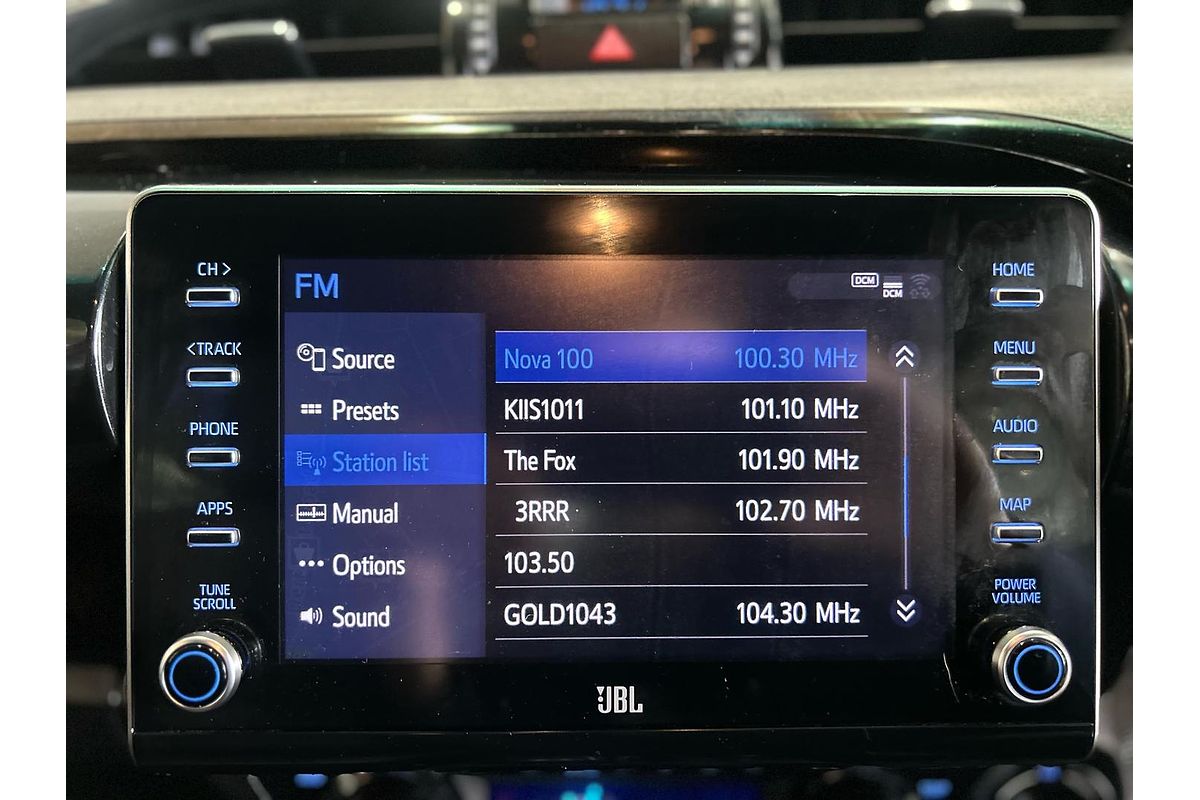 CH >
<TRACK
PHONE
APPS
TUNE
SCROLL
FM
DCM
DCM
Source
Presets
Station list
Manual
Options
Sound
Nova 100 100.30 MHz
KIIS1011 101.10 MHz
The Fox 101.90 MHz
3RRR 102.70 MHz
103.50
GOLD1043 104.30 MHz
HOME
MENU
AUDIO
MAP
POWER
VOLUME
JBL